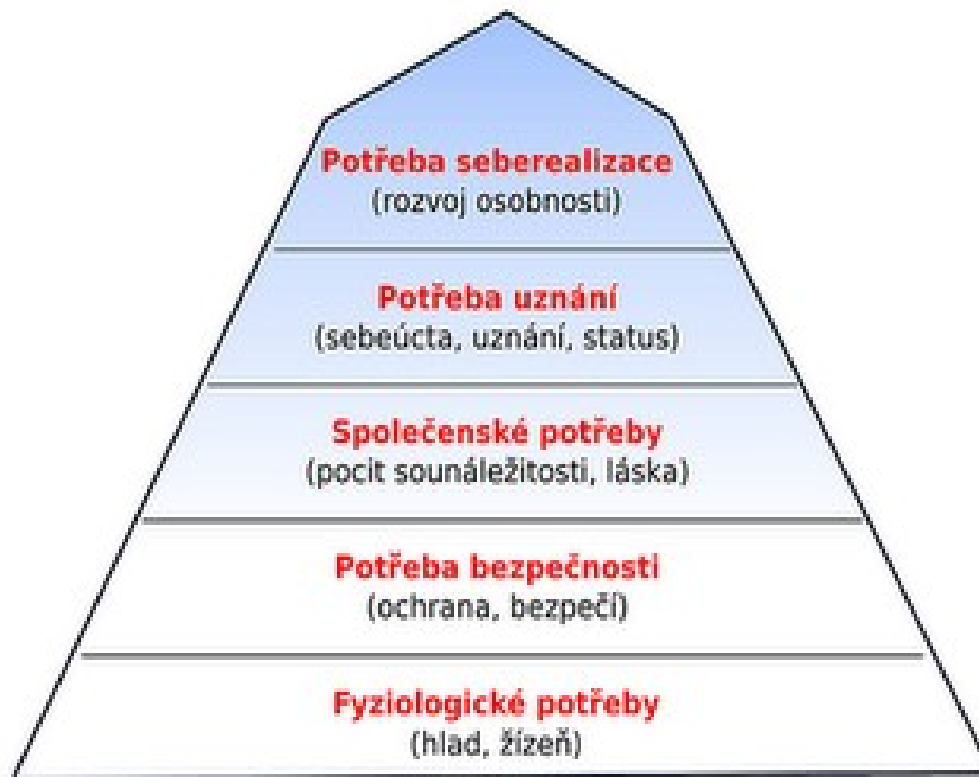 Potřeba seberealizace
(rozvoj osobnosti)
Potřeba uznání
(sebeúcta, uznání, status)
Společenské potřeby
(pocit sounáležitosti, láska)
Potřeba bezpečnosti
(ochrana, bezpečí)
Fyziologické potřeby
(hlad, žízeň)